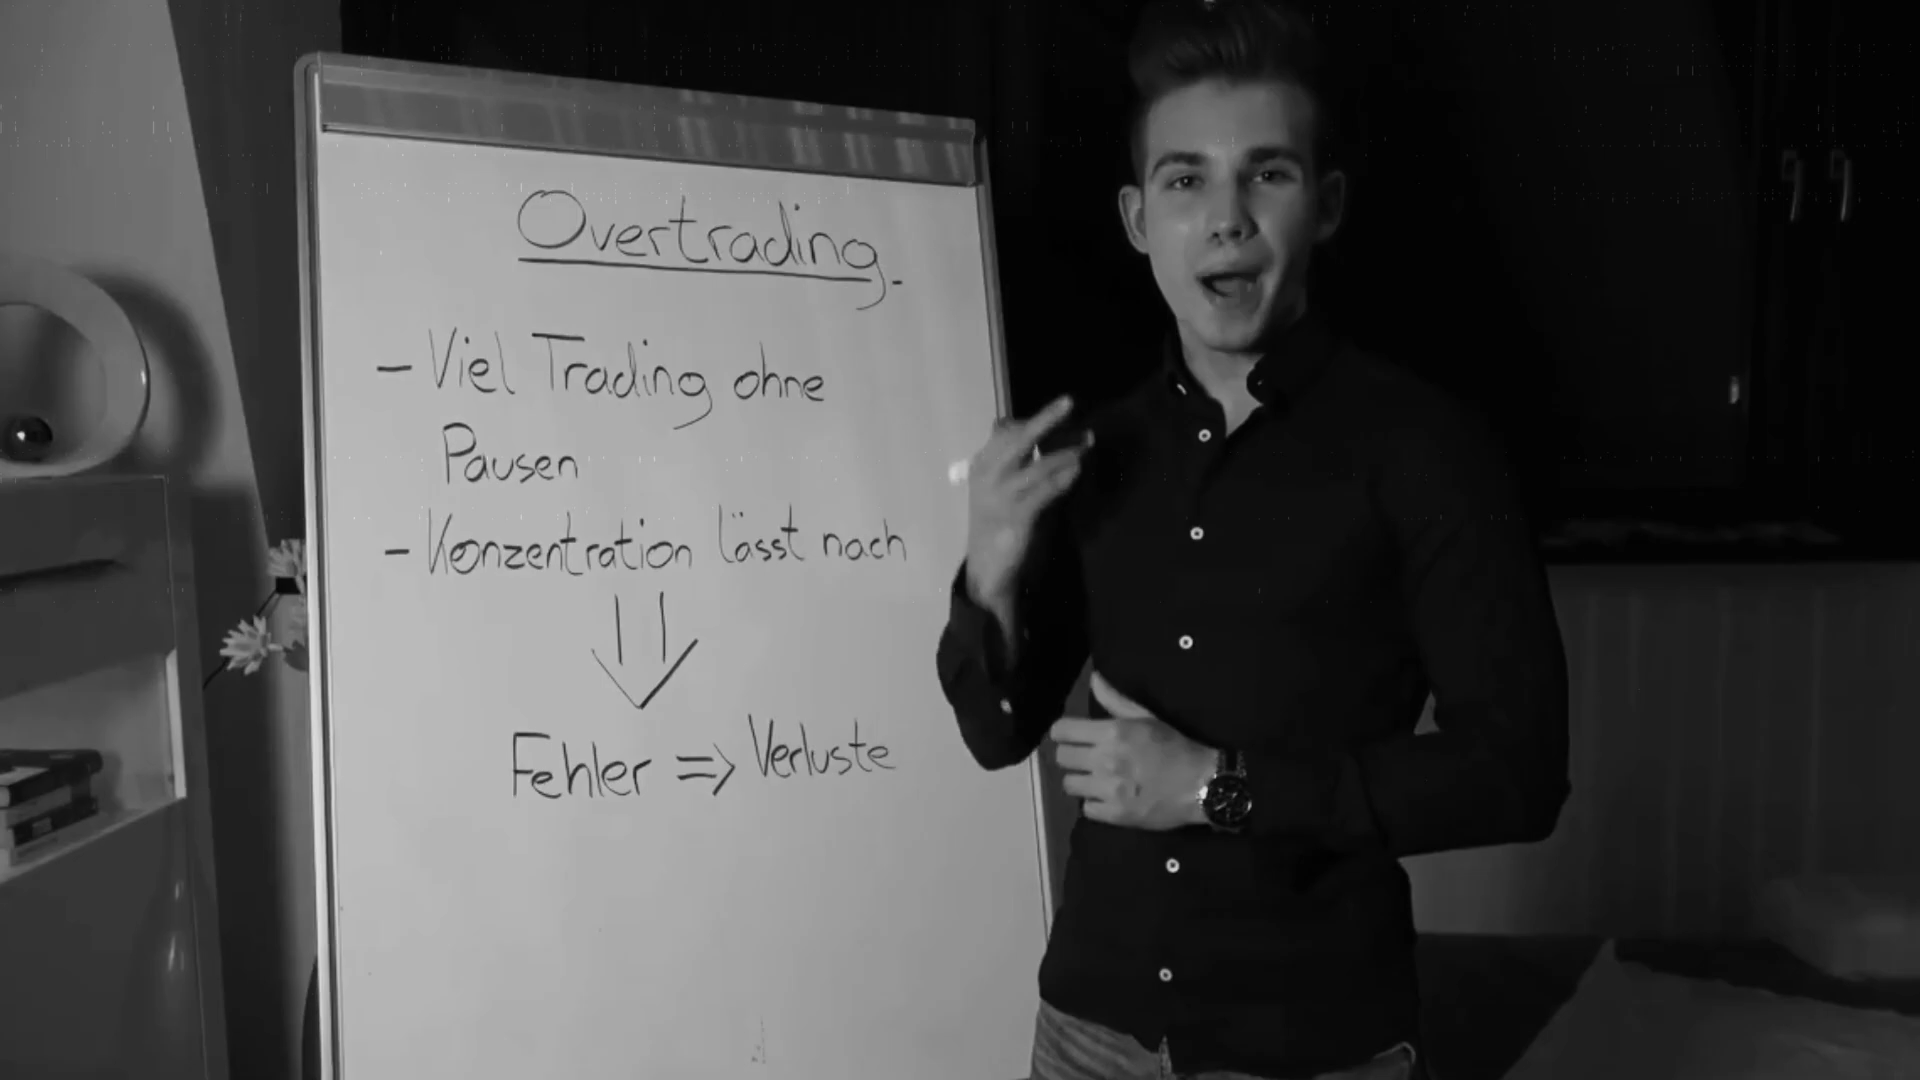 Overtrading
- Viel Trading ohne
Pausen
- Konzentration lässt nach
Fehler => Verluste